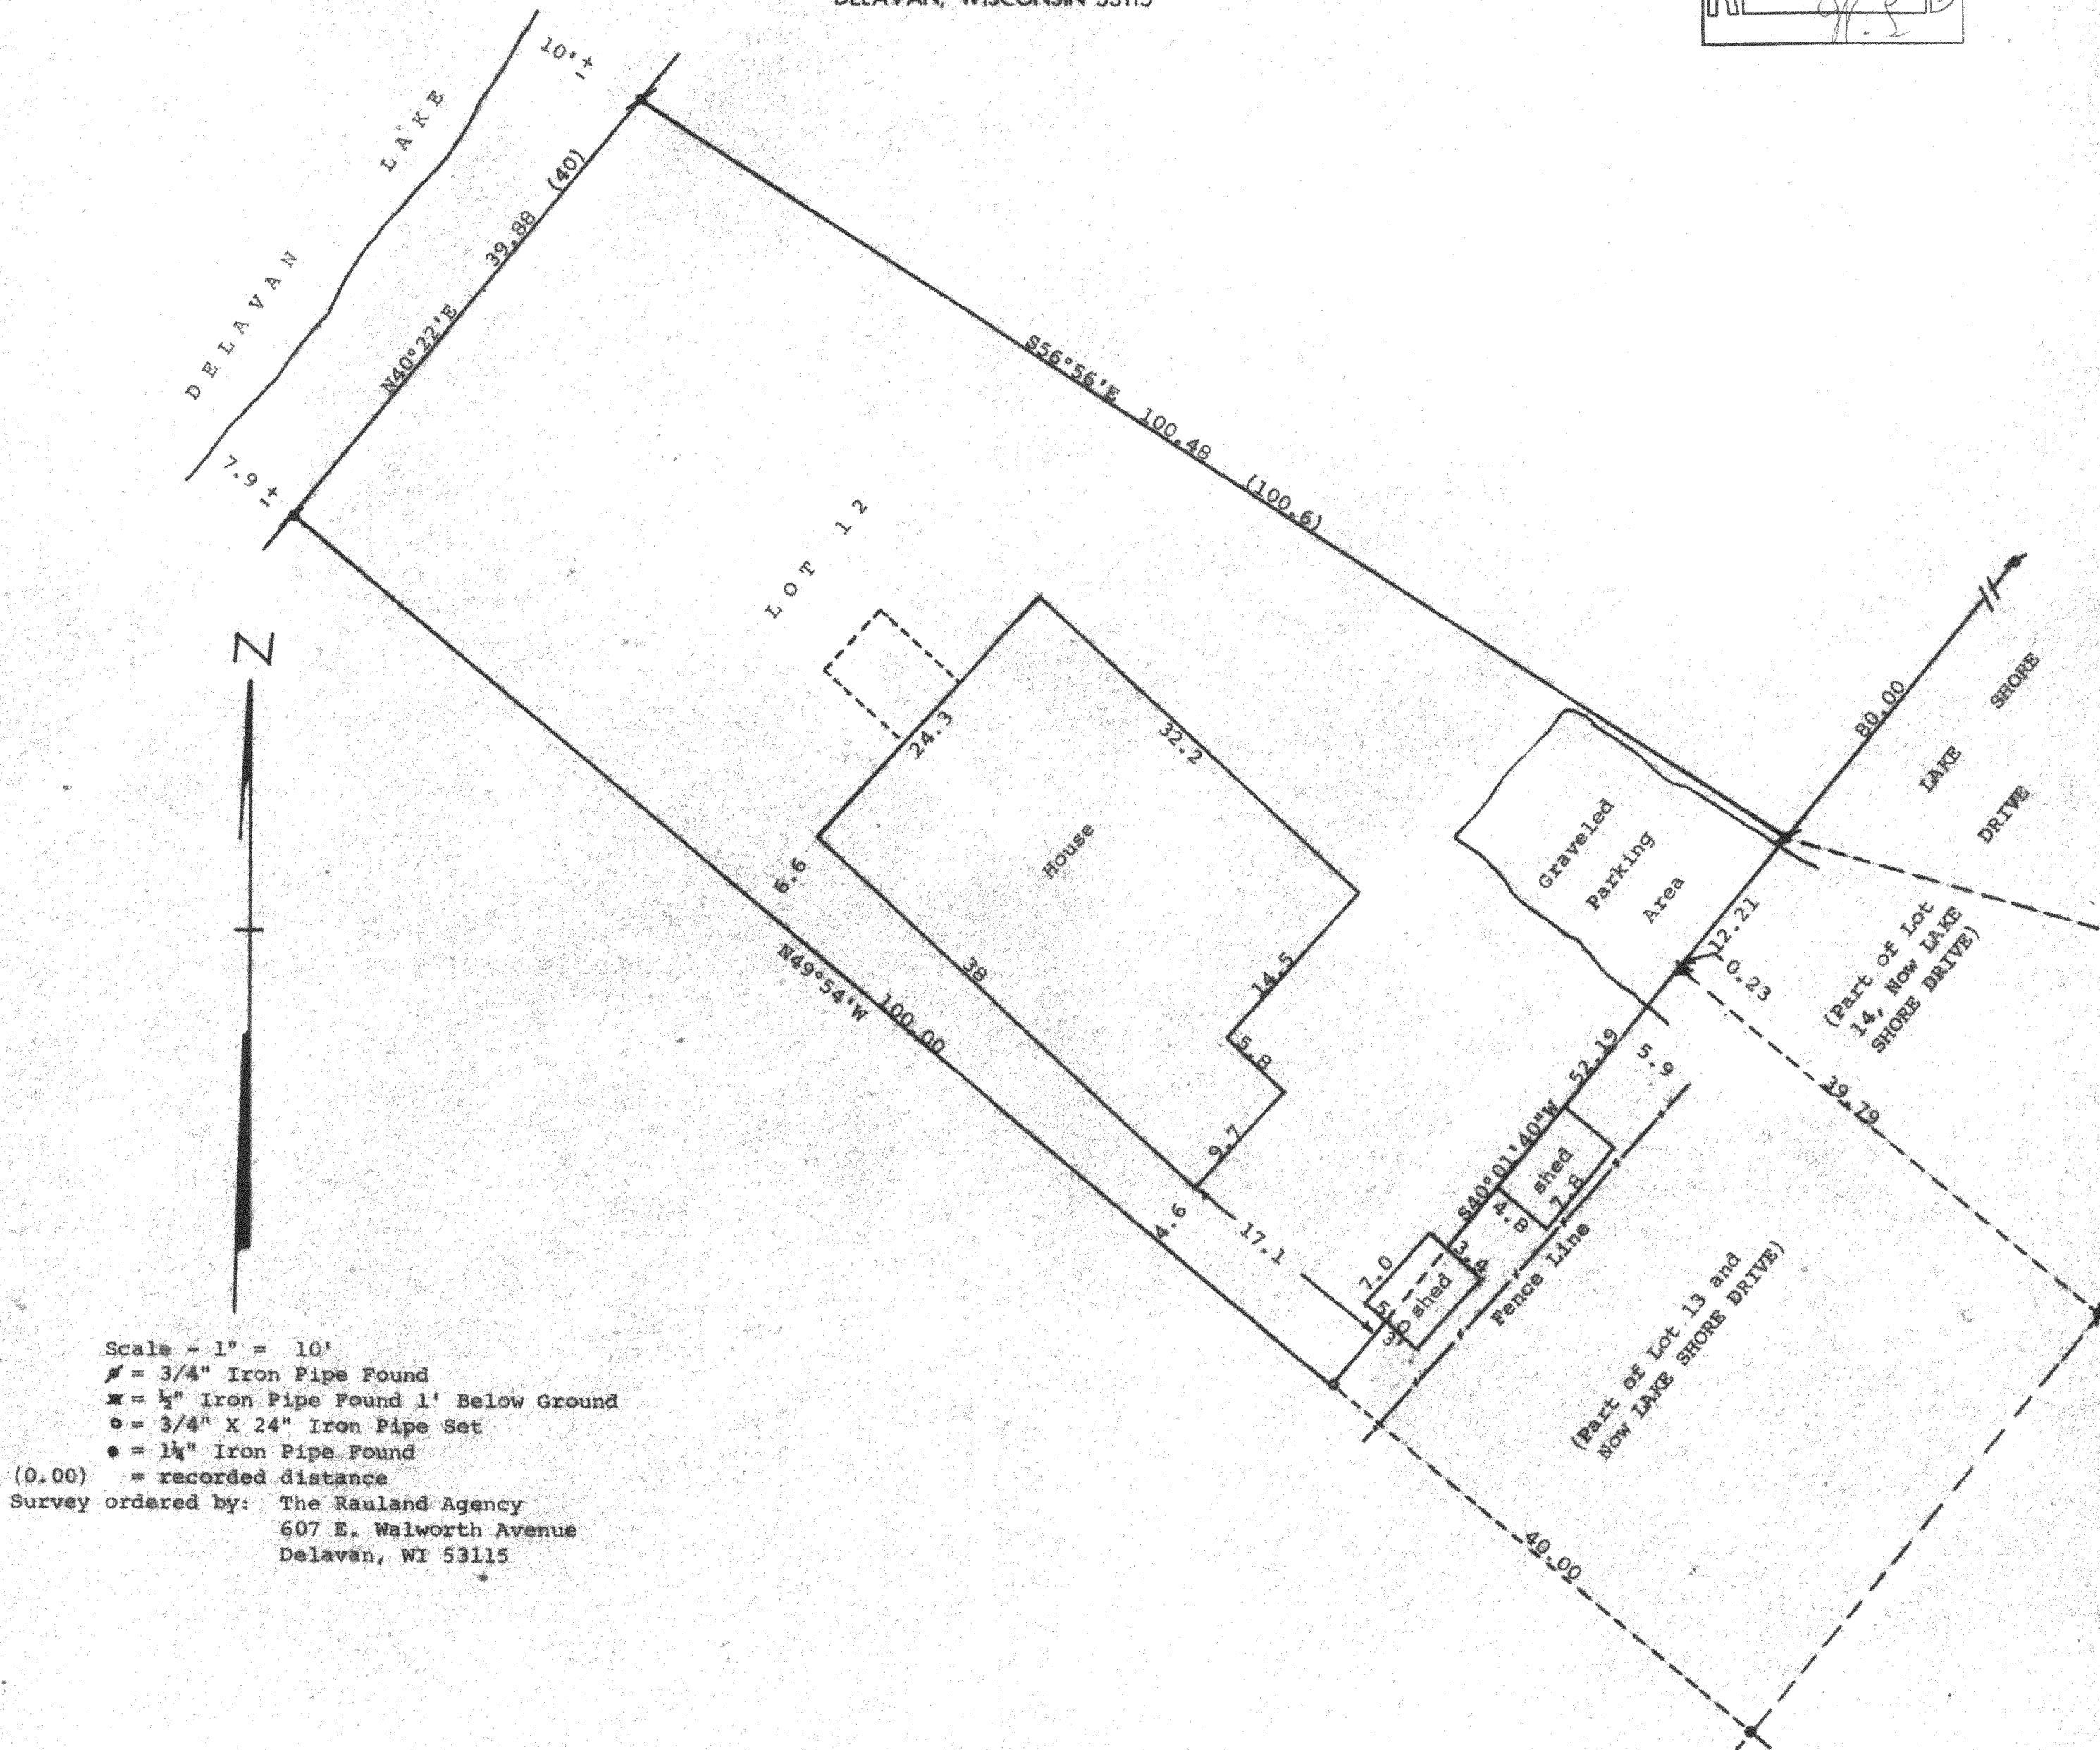 DELAVAN, WISCONSIN 53115
10'±
DELAVAN LAKE
(40)
39.88
N40°22'E
7.9±
S56°56'E 100.48 (100.6)
LOT 12
N
24.3
32.2
House
6.6
38
N49°54'W 100.00
14.5
5.8
9.7
4.6
17.1
Graveled
Parking
Area
80.00
LAKE SHORE
DRIVE
12.21
0.23
(Part of Lot
14, Now LAKE
SHORE DRIVE)
52.19
S40°01'40"W
5.9
39.79
shed
7.8
4.8
3.4
7.0
shed
Fence Line
(Part of Lot 13 and
Now LAKE SHORE DRIVE)
40.00
Scale - 1" = 10'
= 3/4" Iron Pipe Found
= ½" Iron Pipe Found 1' Below Ground
= 3/4" X 24" Iron Pipe Set
= 1¼" Iron Pipe Found
(0.00) = recorded distance
Survey ordered by: The Rauland Agency
607 E. Walworth Avenue
Delavan, WI 53115